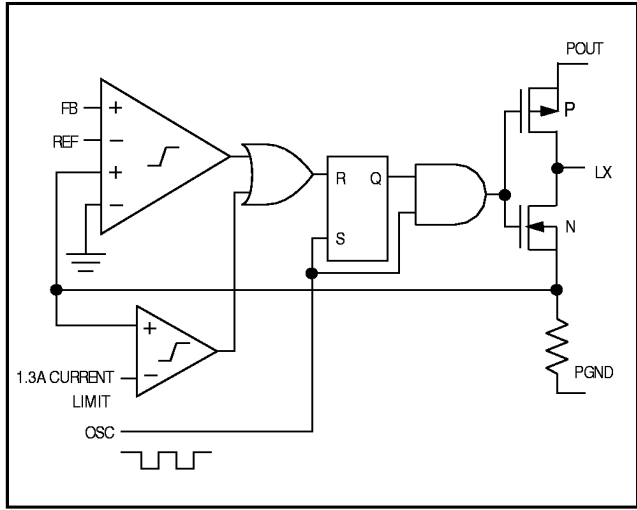 POUT
FB
+
P
REF
−
+
R
Q
LX
−
S
N
+
1.3A CURRENT
LIMIT
−
PGND
OSC